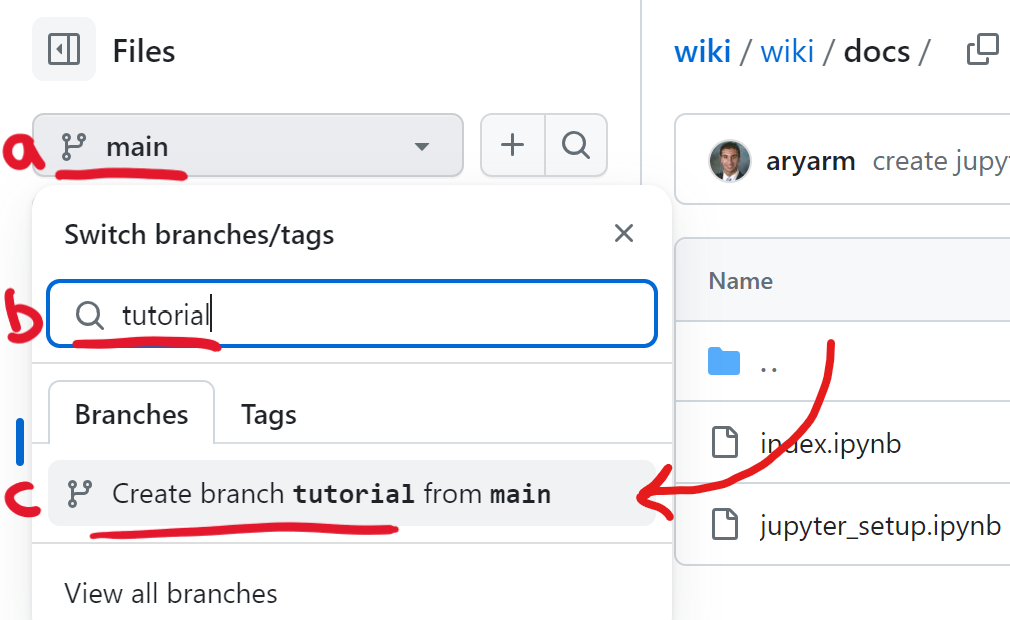 Files
wiki / wiki / docs /
a
main
aryarm create jupy
Switch branches/tags
b
tutorial
Name
..
Branches
Tags
index.ipynb
c
Create branch tutorial from main
jupyter_setup.ipynb
View all branches